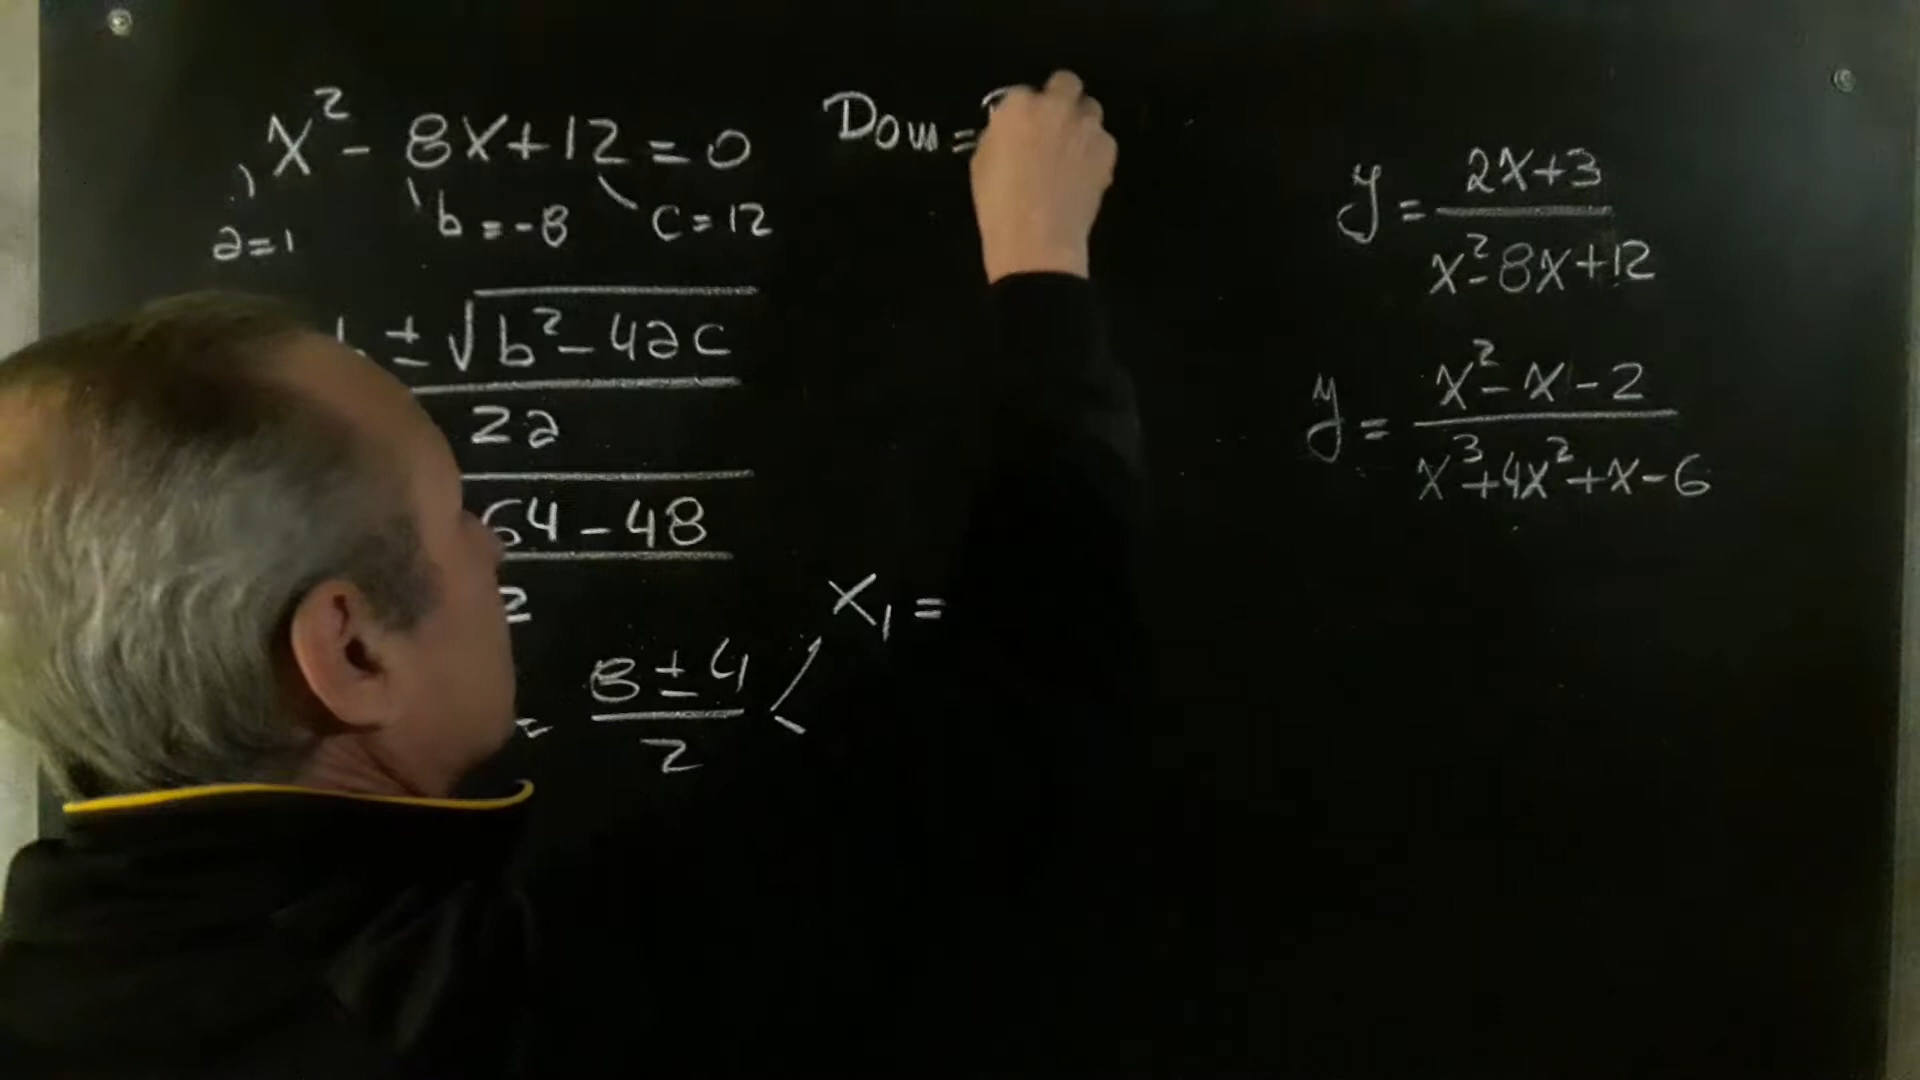 x² - 8x + 12 = 0
a = 1 b = -8 c = 12
± √b² - 4ac
2a
64 - 48
2
= 8 ± 4
2
x₁ =
Dom =
y = 2x + 3
x² - 8x + 12
y = x² - x - 2
x³ + 4x² + x - 6